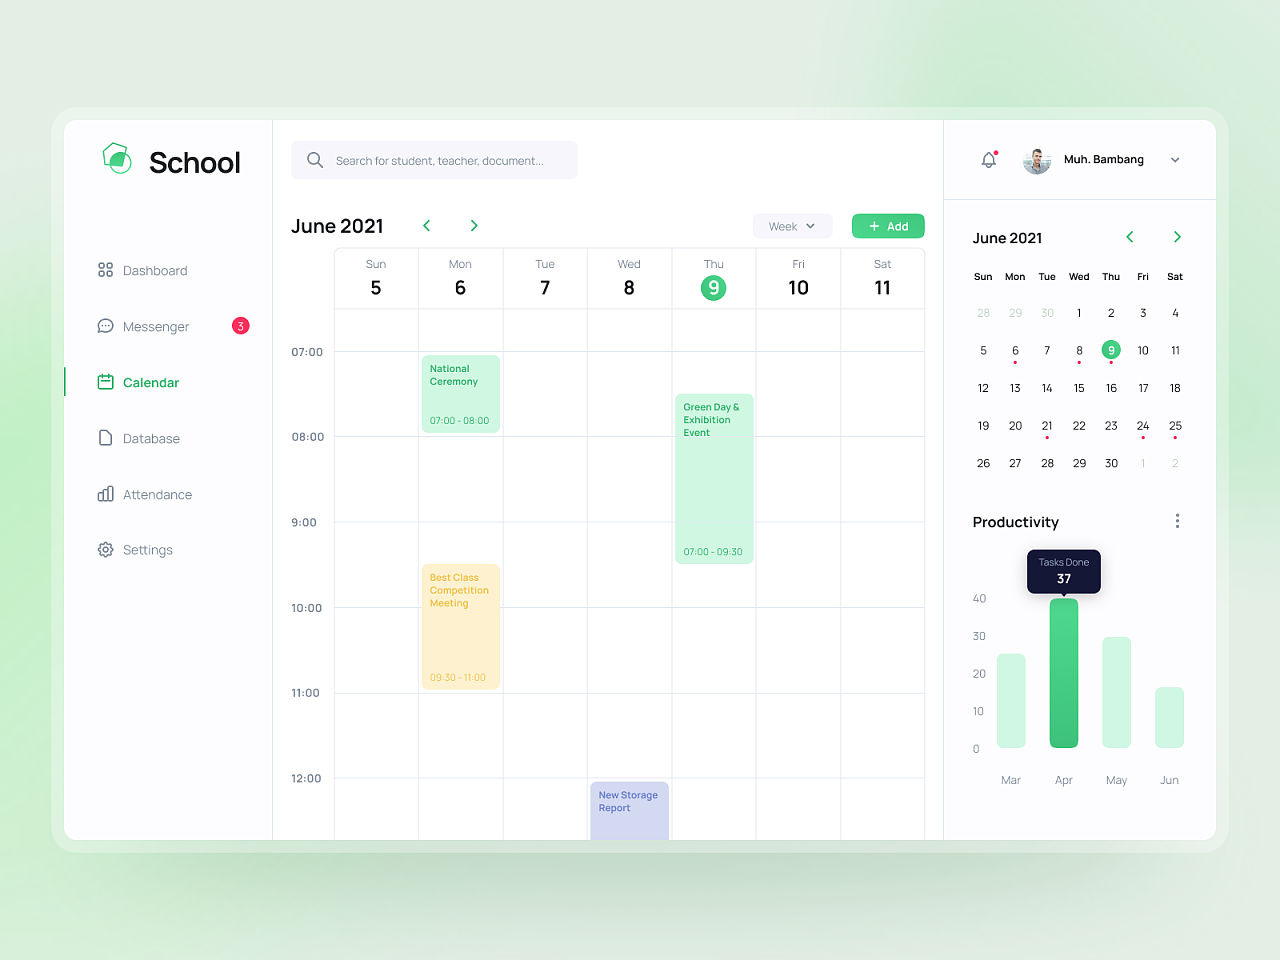 School
Search for student, teacher, document...
Muh. Bambang
Dashboard
Messenger
3
Calendar
Database
Attendance
Settings
June 2021
Week
+ Add
Sun Mon Tue Wed Thu Fri Sat
5 6 7 8 9 10 11
07:00
08:00
9:00
10:00
11:00
12:00
National
Ceremony
07:00 - 08:00
Best Class
Competition
Meeting
09:30 - 11:00
New Storage
Report
Green Day &
Exhibition
Event
07:00 - 09:30
June 2021
Sun Mon Tue Wed Thu Fri Sat
28 29 30 1 2 3 4
5 6 7 8 9 10 11
12 13 14 15 16 17 18
19 20 21 22 23 24 25
26 27 28 29 30 1 2
Productivity
Tasks Done
37
40
30
20
10
0
Mar Apr May Jun